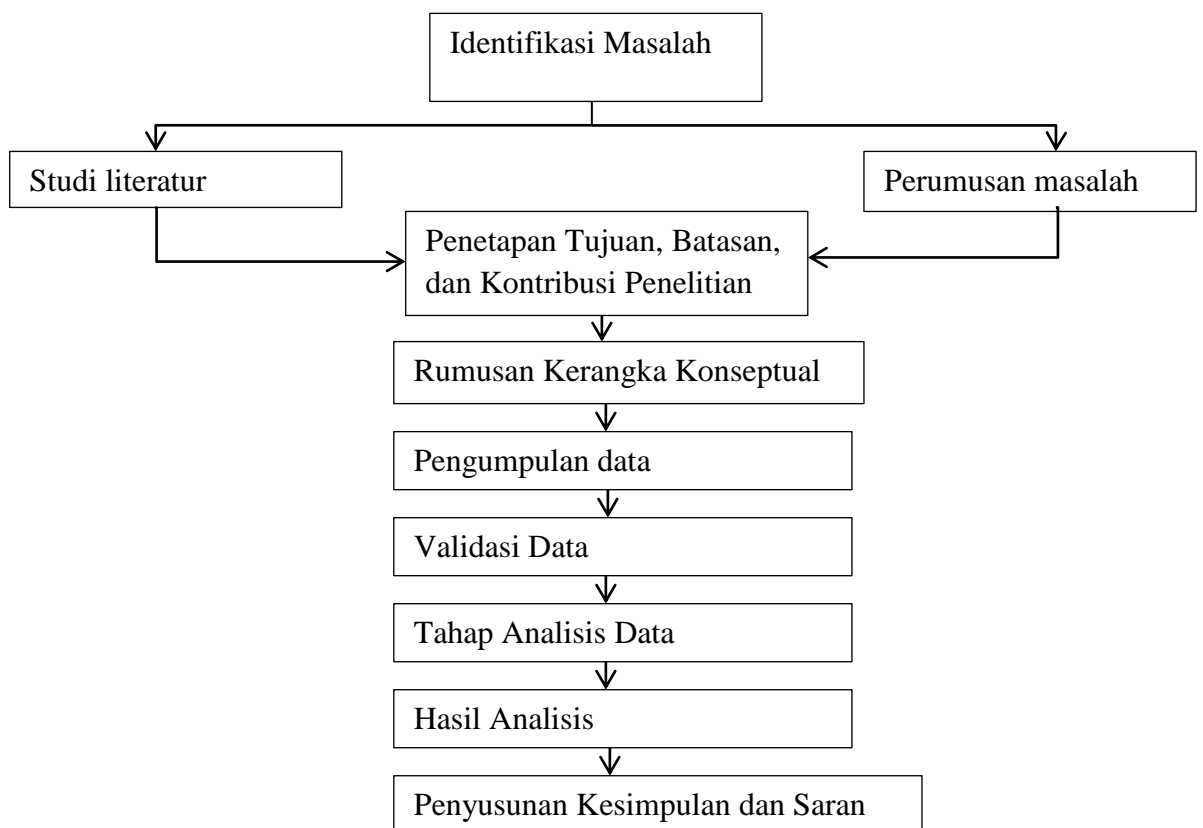 Identifikasi Masalah
Studi literatur
Perumusan masalah
Penetapan Tujuan, Batasan,
dan Kontribusi Penelitian
Rumusan Kerangka Konseptual
Pengumpulan data
Validasi Data
Tahap Analisis Data
Hasil Analisis
Penyusunan Kesimpulan dan Saran